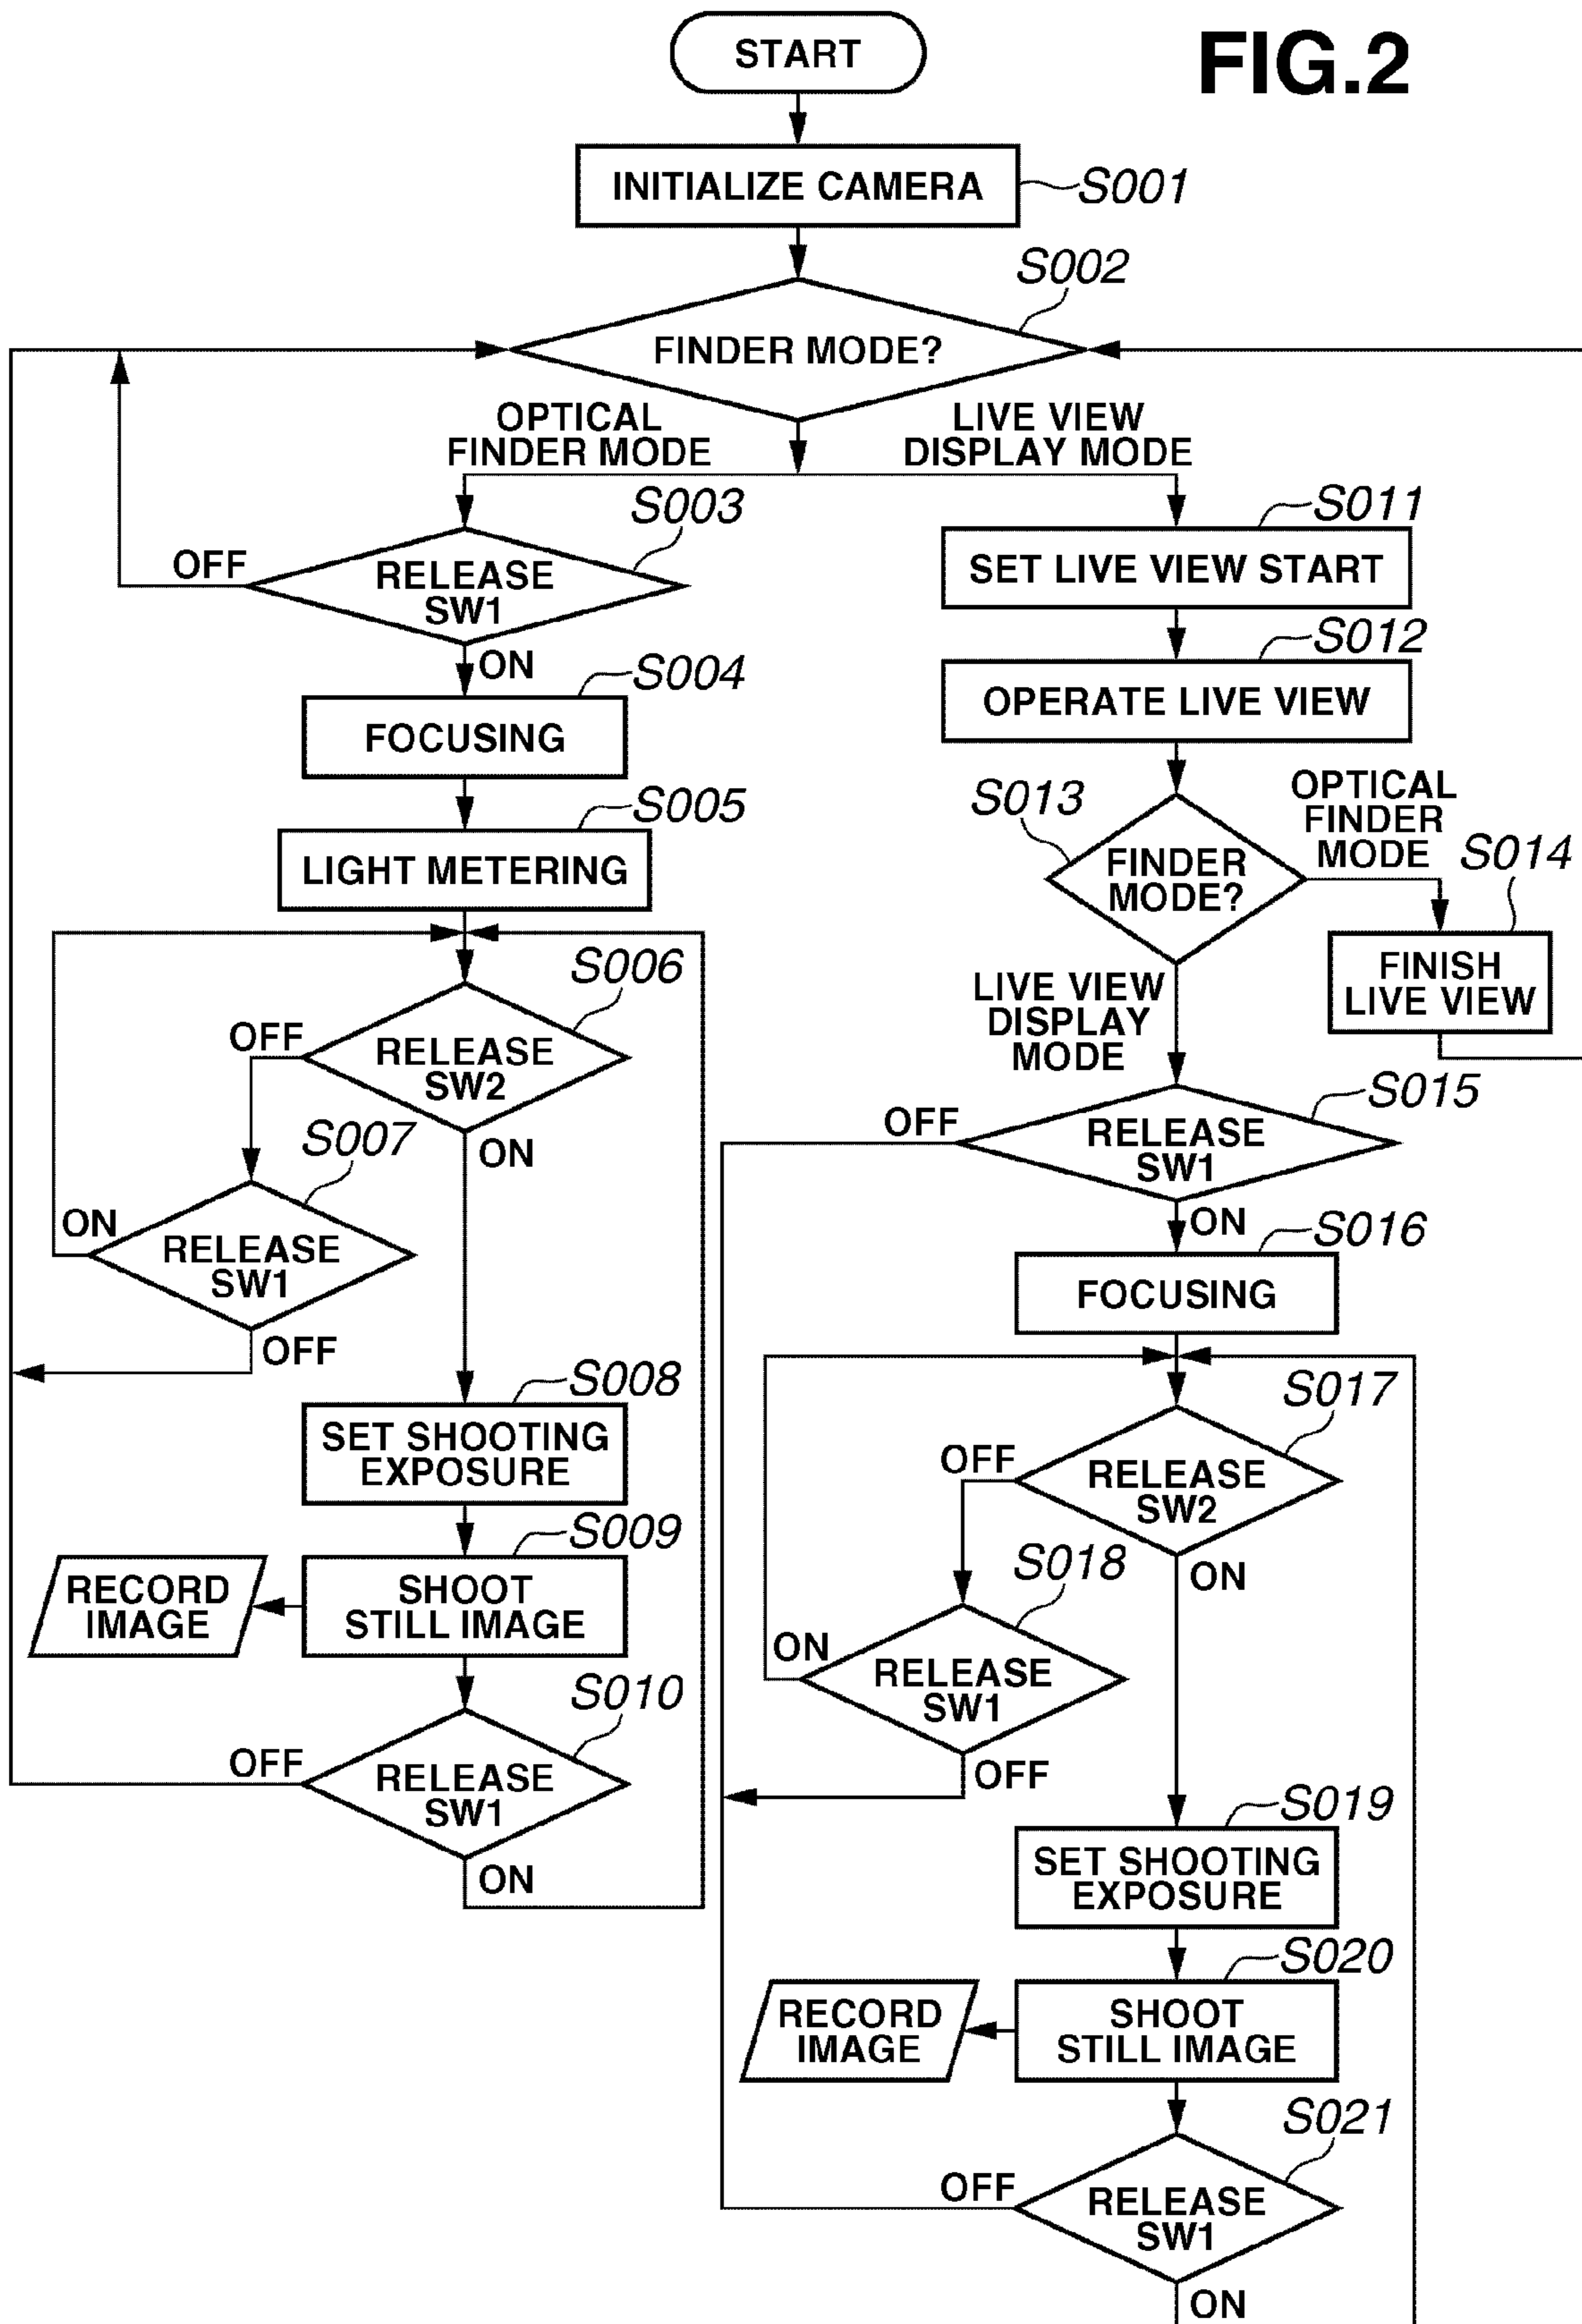 FIG.2
START
INITIALIZE CAMERA
S001
S002
FINDER MODE?
OPTICAL
FINDER MODE
LIVE VIEW
DISPLAY MODE
S003
OFF
RELEASE
SW1
ON
S004
FOCUSING
S005
LIGHT METERING
S006
OFF
RELEASE
SW2
ON
S007
ON
RELEASE
SW1
OFF
S008
SET SHOOTING
EXPOSURE
S009
SHOOT
STILL IMAGE
RECORD
IMAGE
S010
OFF
RELEASE
SW1
ON
S011
SET LIVE VIEW START
S012
OPERATE LIVE VIEW
S013
FINDER
MODE?
OPTICAL
FINDER
MODE
S014
FINISH
LIVE VIEW
LIVE VIEW
DISPLAY
MODE
S015
OFF
RELEASE
SW1
ON
S016
FOCUSING
S017
OFF
RELEASE
SW2
ON
S018
ON
RELEASE
SW1
OFF
S019
SET SHOOTING
EXPOSURE
S020
SHOOT
STILL IMAGE
RECORD
IMAGE
S021
OFF
RELEASE
SW1
ON